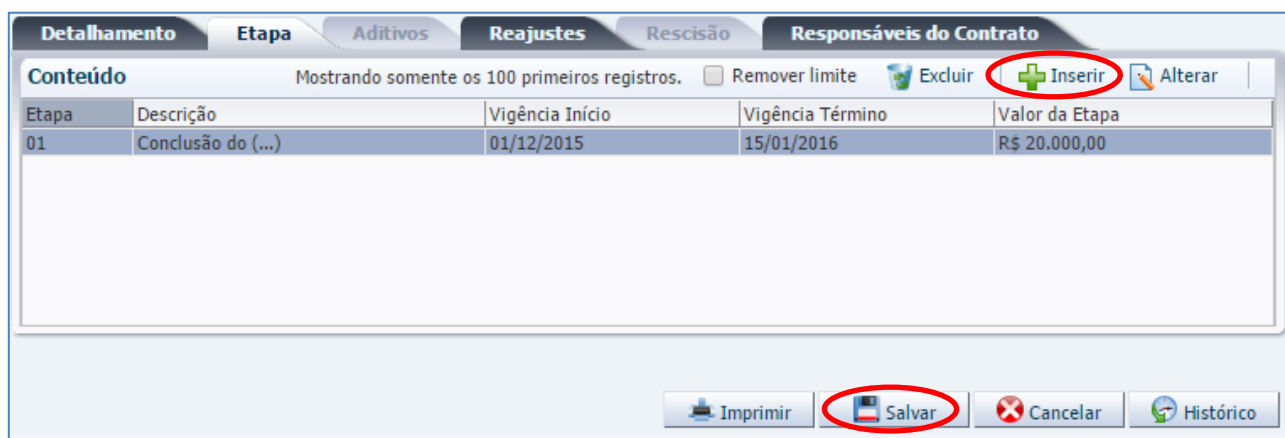 Detalhamento Etapa Aditivos Reajustes Rescisão Responsáveis do Contrato
Conteúdo Mostrando somente os 100 primeiros registros. Remover limite Excluir Inserir Alterar
Etapa Descrição Vigência Início Vigência Término Valor da Etapa
01 Conclusão do (...) 01/12/2015 15/01/2016 R$ 20.000,00
Imprimir Salvar Cancelar Histórico